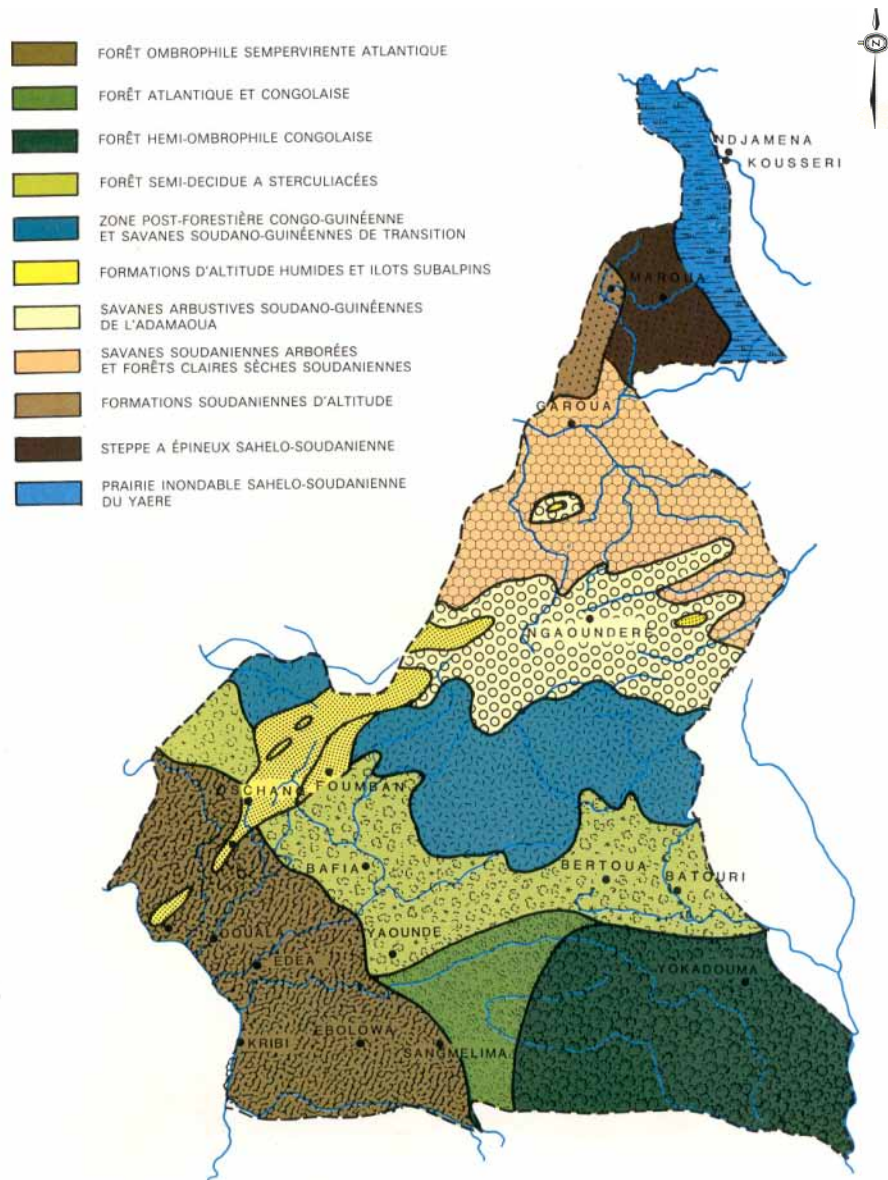 FORÊT OMBROPHILE SEMPERVIRENTE ATLANTIQUE
FORÊT ATLANTIQUE ET CONGOLAISE
FORÊT HEMI-OMBROPHILE CONGOLAISE
FORÊT SEMI-DECIDUE A STERCULIACÉES
ZONE POST-FORESTIÈRE CONGO-GUINÉENNE
ET SAVANES SOUDANO-GUINÉENNES DE TRANSITION
FORMATIONS D'ALTITUDE HUMIDES ET ILOTS SUBALPINS
SAVANES ARBUSTIVES SOUDANO-GUINÉENNES
DE L'ADAMAOUA
SAVANES SOUDANIENNES ARBORÉES
ET FORÊTS CLAIRES SÈCHES SOUDANIENNES
FORMATIONS SOUDANIENNES D'ALTITUDE
STEPPE A ÉPINEUX SAHELO-SOUDANIENNE
PRAIRIE INONDABLE SAHELO-SOUDANIENNE
DU YAERE
N
NDJAMENA
KOUSSERI
MAROUA
GAROUA
NGAOUNDERE
FOUMBAN
BAFIA
BERTOUA
BATOURI
DOUALA
YAOUNDE
EDEA
YOKADOUMA
EBOLOWA
KRIBI
SANGMELIMA